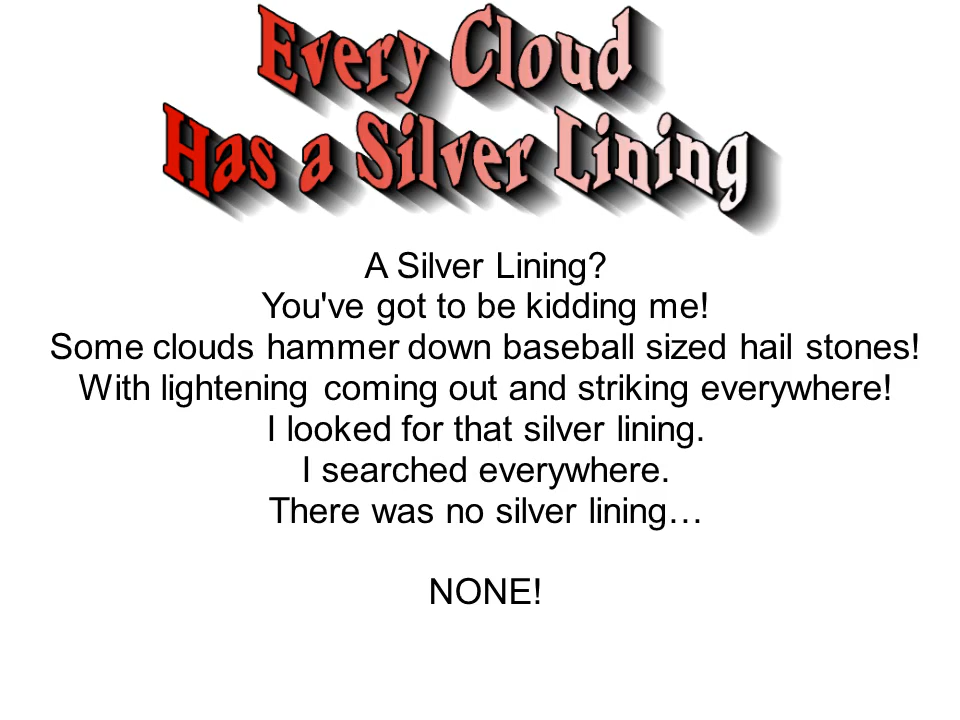 Every Cloud
Has a Silver Lining
A Silver Lining?
You've got to be kidding me!
Some clouds hammer down baseball sized hail stones!
With lightening coming out and striking everywhere!
I looked for that silver lining.
I searched everywhere.
There was no silver lining…
NONE!